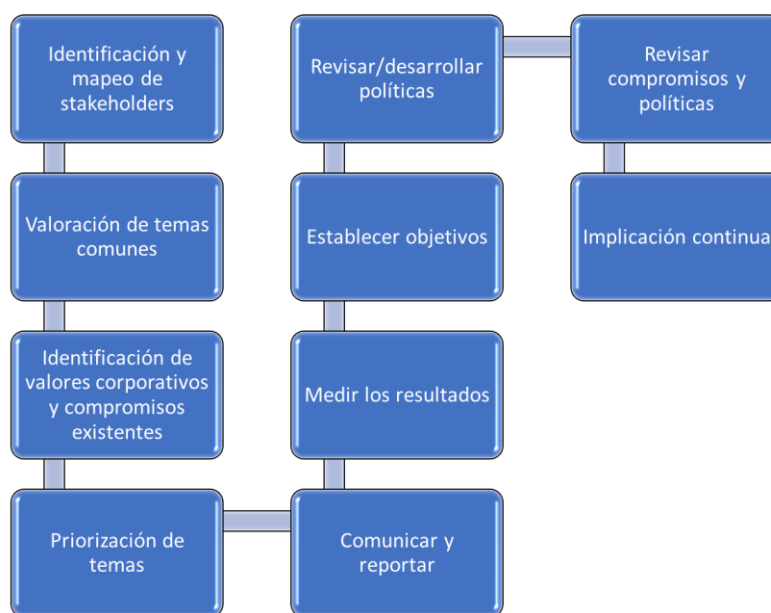 Identificación y
mapeo de
stakeholders
Valoración de temas
comunes
Identificación de
valores corporativos
y compromisos
existentes
Priorización de
temas
Comunicar y
reportar
Medir los resultados
Establecer objetivos
Revisar/desarrollar
políticas
Revisar
compromisos y
políticas
Implicación continua